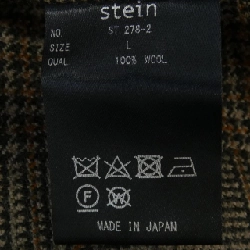 stein
NO. ST 278-2
SIZE L
QUAL 100% WOOL
F W
MADE IN JAPAN